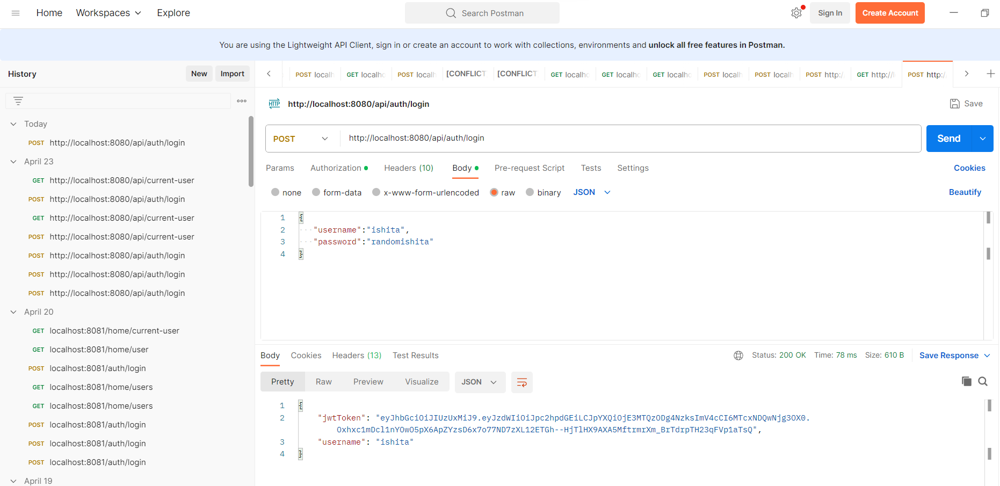 Home Workspaces Explore Search Postman Sign In Create Account
You are using the Lightweight API Client, sign in or create an account to work with collections, environments and unlock all free features in Postman.
History New Import
POST localh GET localhc POST localh [CONFLICT [CONFLICT GET localhc GET localhc GET localhc POST localh POST localh POST http:/ GET http://l POST http:/
HTTP http://localhost:8080/api/auth/login Save
Today
POST http://localhost:8080/api/auth/login
April 23
GET http://localhost:8080/api/current-user
POST http://localhost:8080/api/auth/login
GET http://localhost:8080/api/current-user
POST http://localhost:8080/api/current-user
POST http://localhost:8080/api/auth/login
POST http://localhost:8080/api/auth/login
POST http://localhost:8080/api/auth/login
April 20
GET localhost:8081/home/current-user
GET localhost:8081/home/user
POST localhost:8081/auth/login
GET localhost:8081/home/users
GET localhost:8081/home/users
POST localhost:8081/auth/login
POST localhost:8081/auth/login
POST localhost:8081/auth/login
April 19
POST http://localhost:8080/api/auth/login Send
Params Authorization Headers (10) Body Pre-request Script Tests Settings Cookies
none form-data x-www-form-urlencoded raw binary JSON Beautify
1 {
2 "username":"ishita",
3 "password":"randomishita"
4 }
Body Cookies Headers (13) Test Results Status: 200 OK Time: 78 ms Size: 610 B Save Response
Pretty Raw Preview Visualize JSON
1 {
2 "jwtToken": "eyJhbGciOiJIUzUxMiJ9.eyJzdWIiOiJpc2hpdGEiLCJpYXQiOjE3MTQzODg4NzksImV4cCI6MTcxNDQwNjg3OX0.
Oxhxc1mDcl1nYOwO5pX6ApZYzsD6x7o77ND7zXL12ETGh--HjTlHX9AXA5MftrmrXm_BrTdrpTH23qFVp1aTsQ",
3 "username": "ishita"
4 }